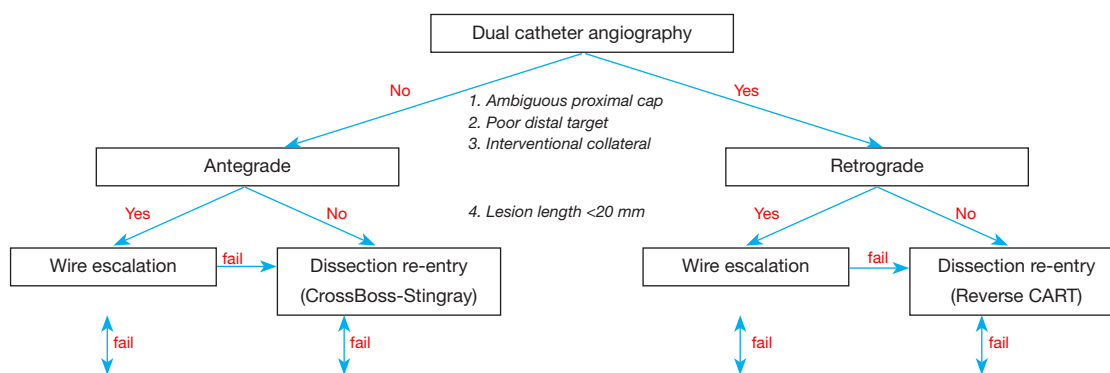 Dual catheter angiography
No
Yes
1. Ambiguous proximal cap
2. Poor distal target
3. Interventional collateral
Antegrade
Retrograde
Yes
No
4. Lesion length <20 mm
Yes
No
Wire escalation
fail
Dissection re-entry
(CrossBoss-Stingray)
Wire escalation
fail
Dissection re-entry
(Reverse CART)
fail
fail
fail
fail